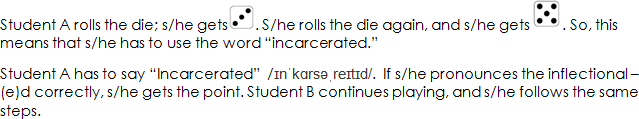 Student A rolls the die; s/he gets . S/he rolls the die again, and s/he gets . So, this
means that s/he has to use the word “incarcerated.”
Student A has to say “Incarcerated” /ɪnˈkɑrsəˌreɪtɪd/. If s/he pronounces the inflectional –
(e)d correctly, s/he gets the point. Student B continues playing, and s/he follows the same
steps.